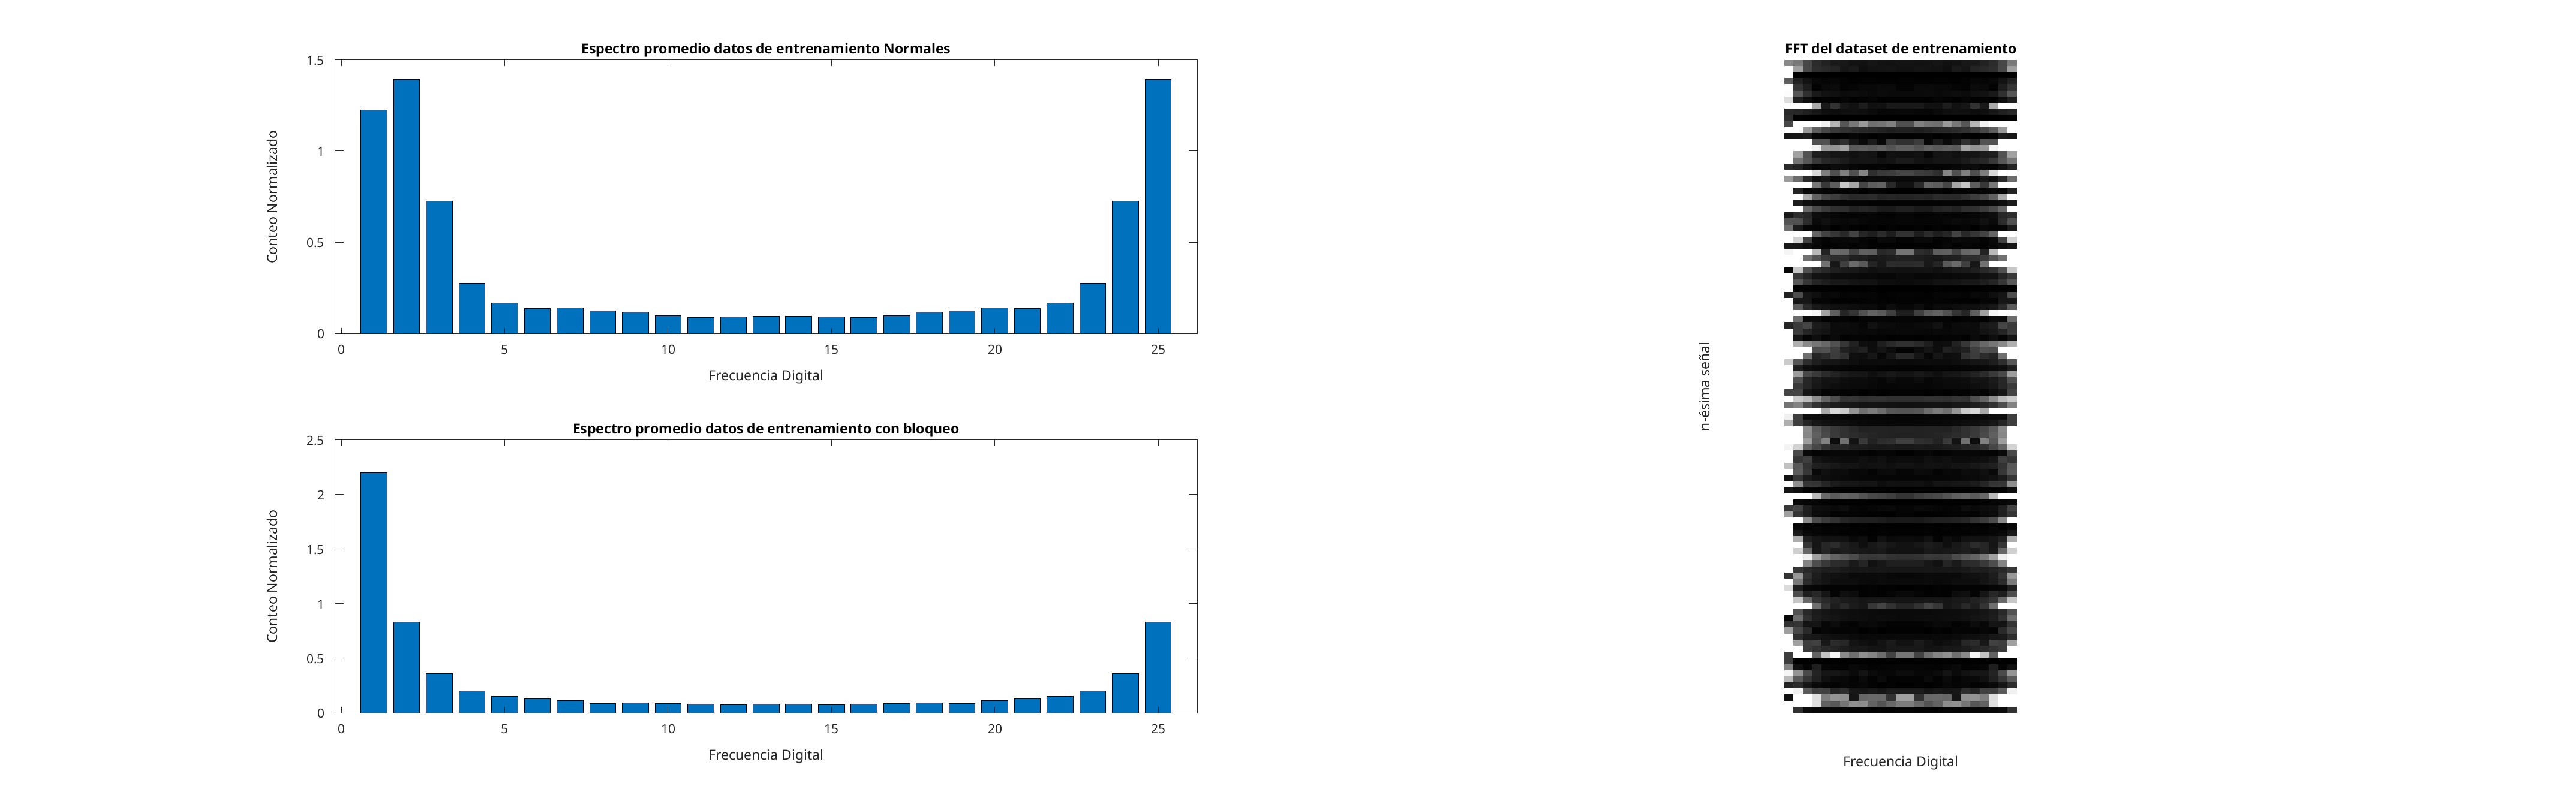 Espectro promedio datos de entrenamiento Normales
1.5
1
0.5
0
Conteo Normalizado
0 5 10 15 20 25
Frecuencia Digital
Espectro promedio datos de entrenamiento con bloqueo
2.5
2
1.5
1
0.5
0
Conteo Normalizado
0 5 10 15 20 25
Frecuencia Digital
FFT del dataset de entrenamiento
n-ésima señal
Frecuencia Digital